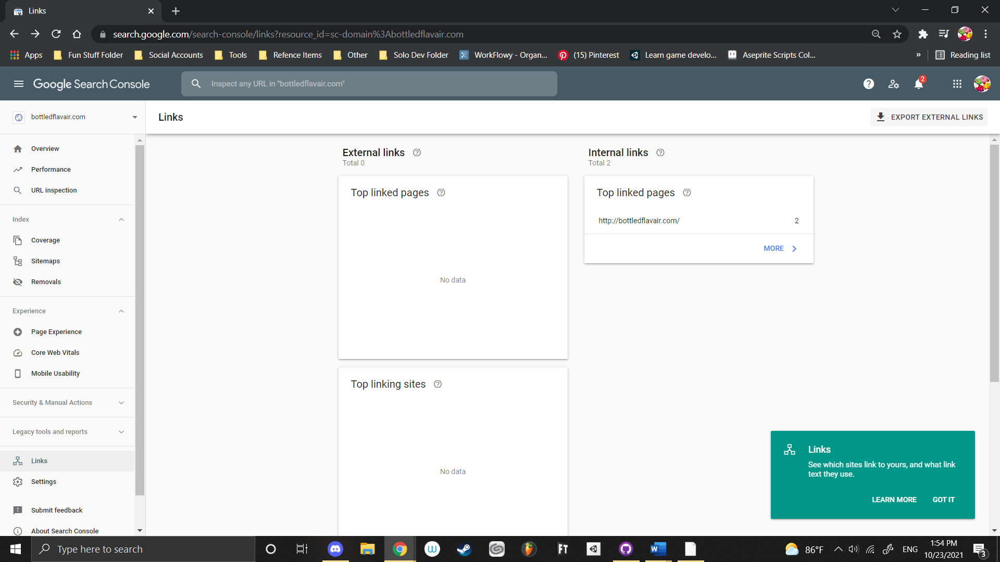 Links
search.google.com/search-console/links?resource_id=sc-domain%3Abottledflavair.com
Apps
Fun Stuff Folder
Social Accounts
Tools
Refence Items
Other
Solo Dev Folder
WorkFlowy - Organ...
(15) Pinterest
Learn game develo...
Aseprite Scripts Col...
»
Reading list
Google Search Console
Inspect any URL in "bottledflavair.com"
2
bottledflavair.com
Links
EXPORT EXTERNAL LINKS
Overview
Performance
URL inspection
Index
Coverage
Sitemaps
Removals
Experience
Page Experience
Core Web Vitals
Mobile Usability
Security & Manual Actions
Legacy tools and reports
Links
Settings
Submit feedback
About Search Console
External links
Total 0
Top linked pages
No data
Top linking sites
No data
Internal links
Total 2
Top linked pages
http://bottledflavair.com/ 2
MORE
Links
See which sites link to yours, and what link
text they use.
LEARN MORE GOT IT
Type here to search
FT
86°F
ENG
1:54 PM
10/23/2021
3